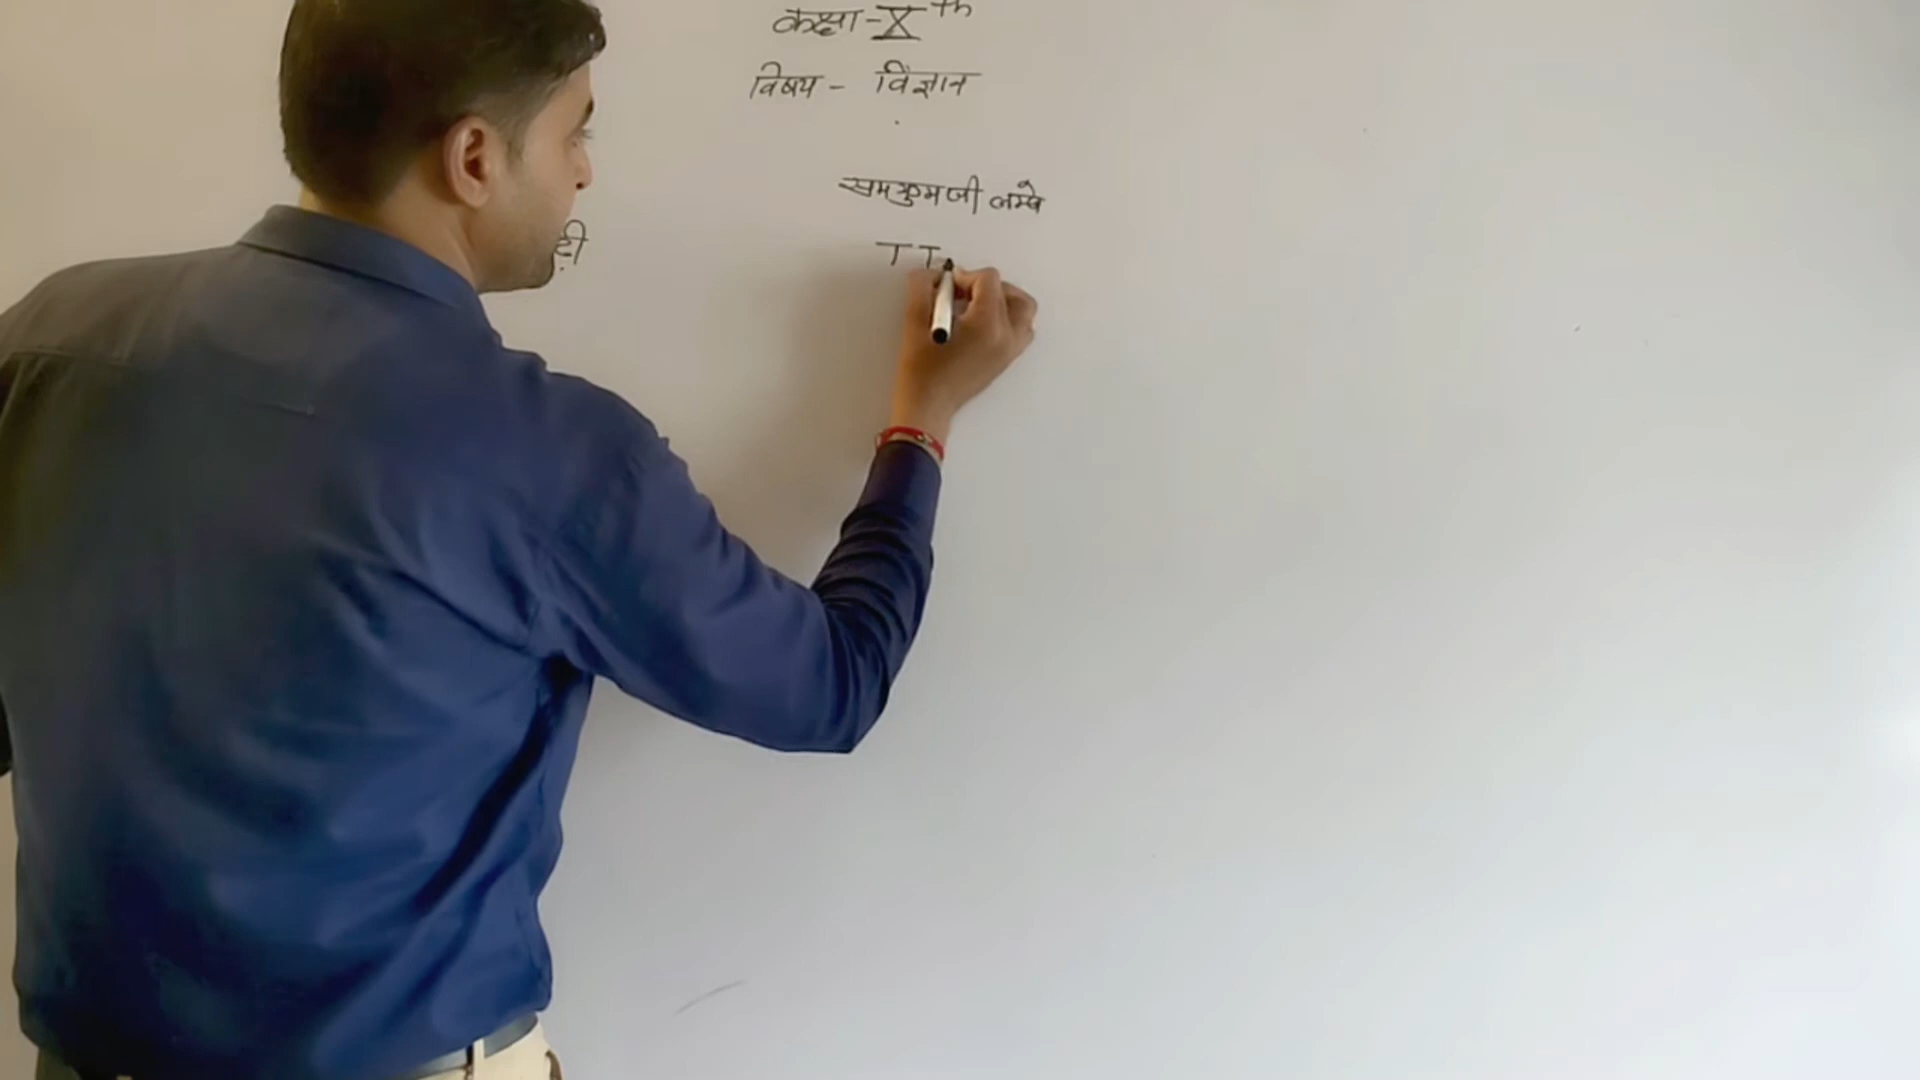 कक्षा - X th
विषय - विज्ञान
समयुग्मजी लम्बे
TT